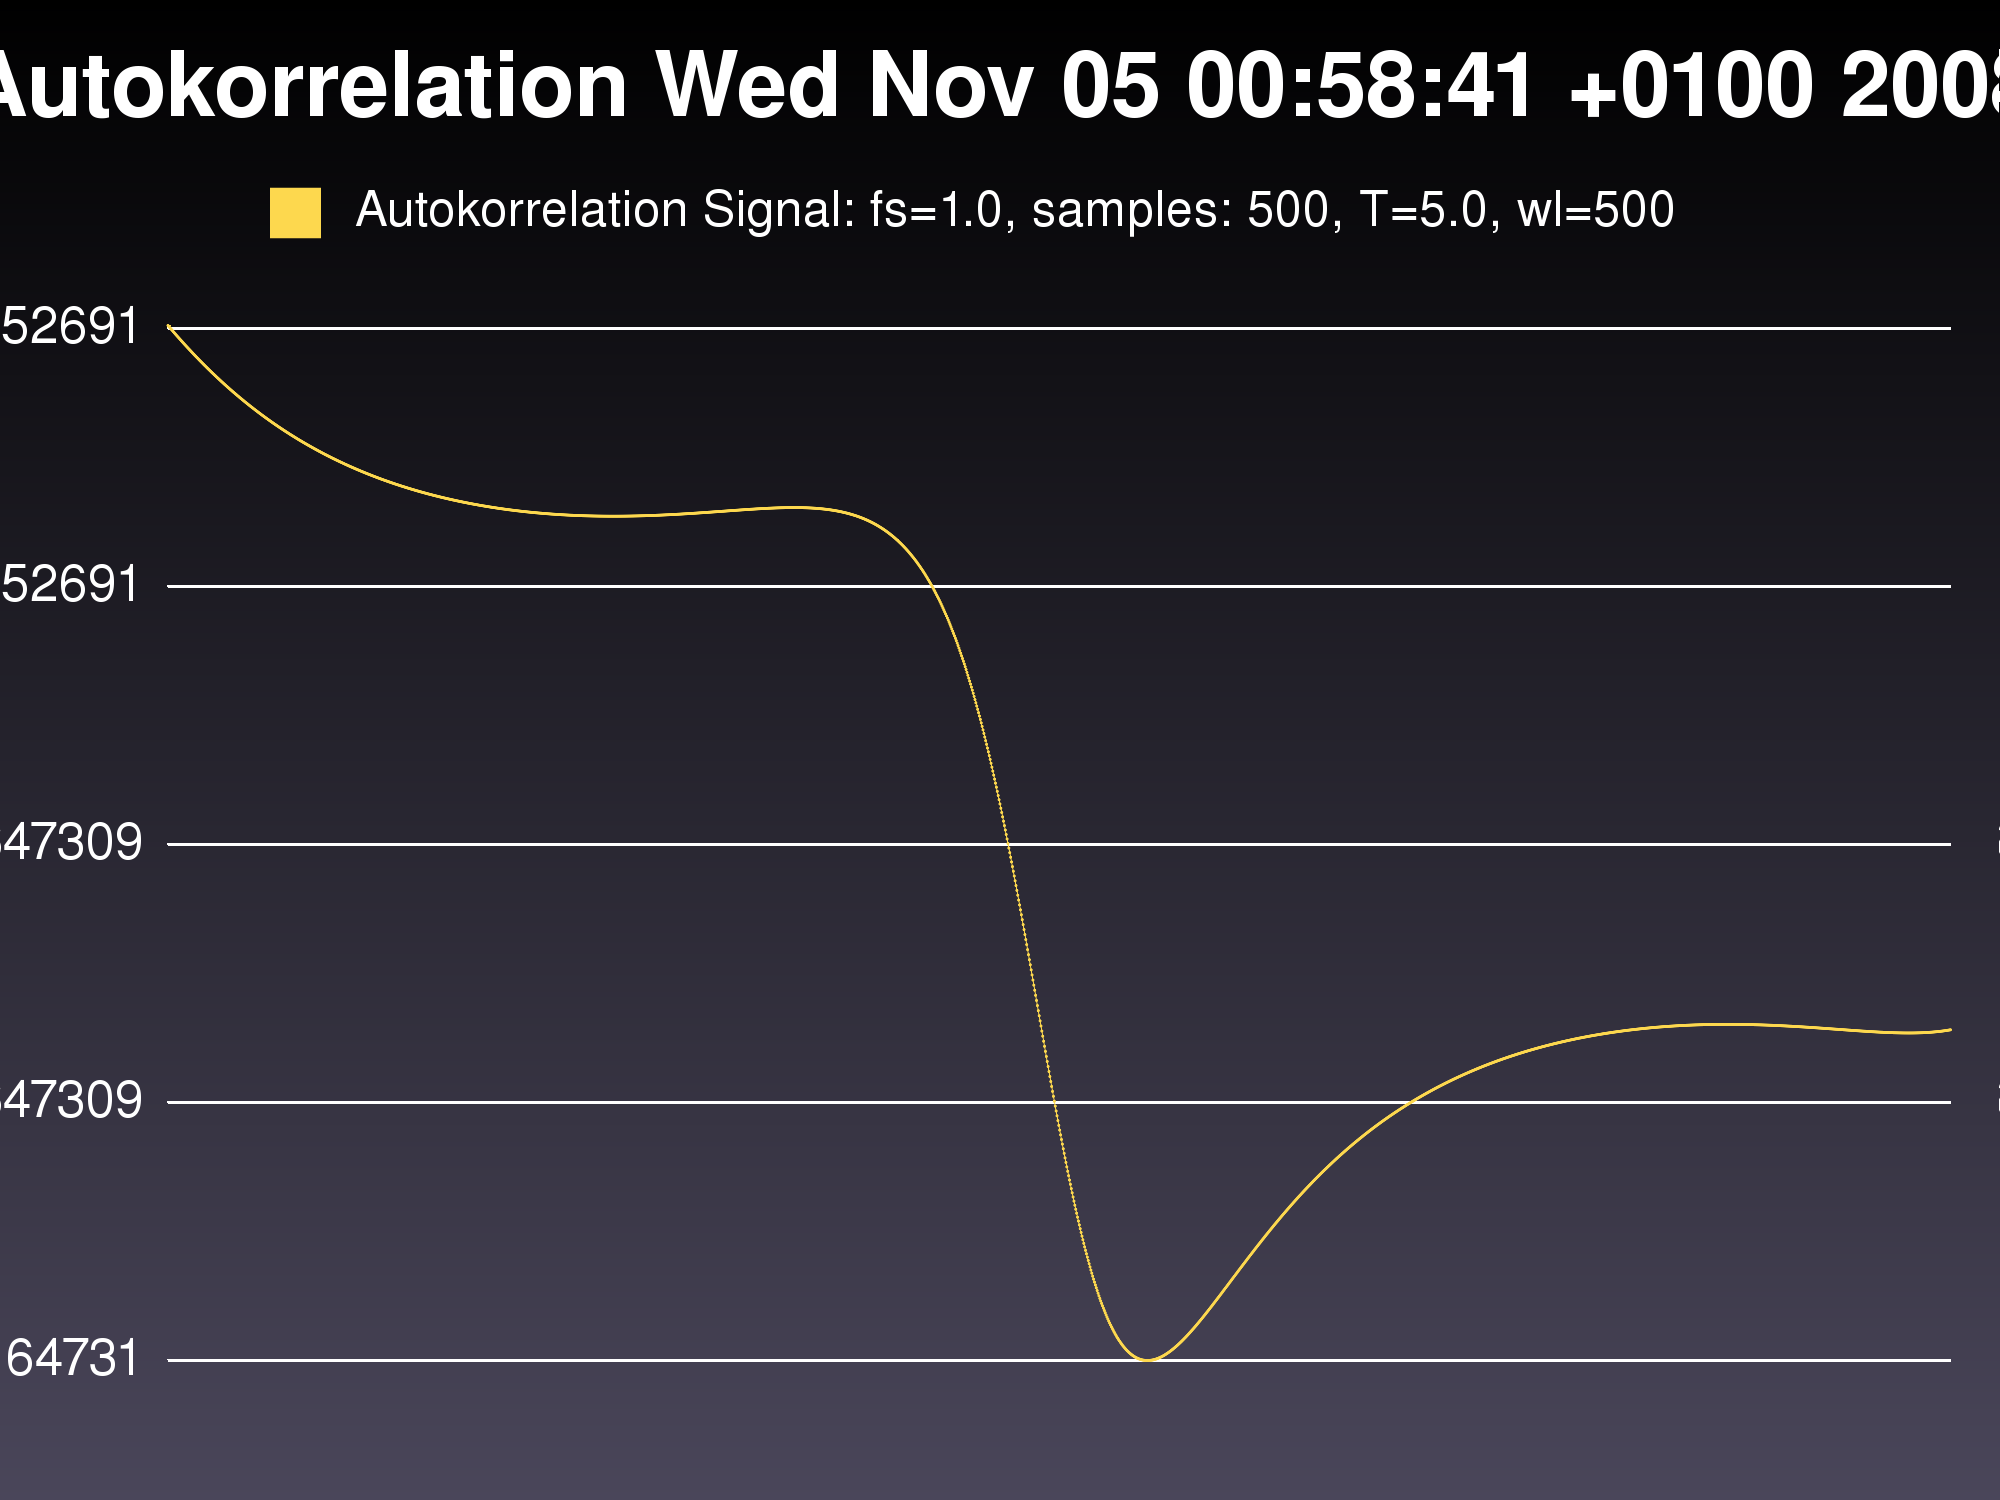 Autokorrelation Wed Nov 05 00:58:41 +0100 2008
Autokorrelation Signal: fs=1.0, samples: 500, T=5.0, wl=500
52691
52691
47309
47309
64731